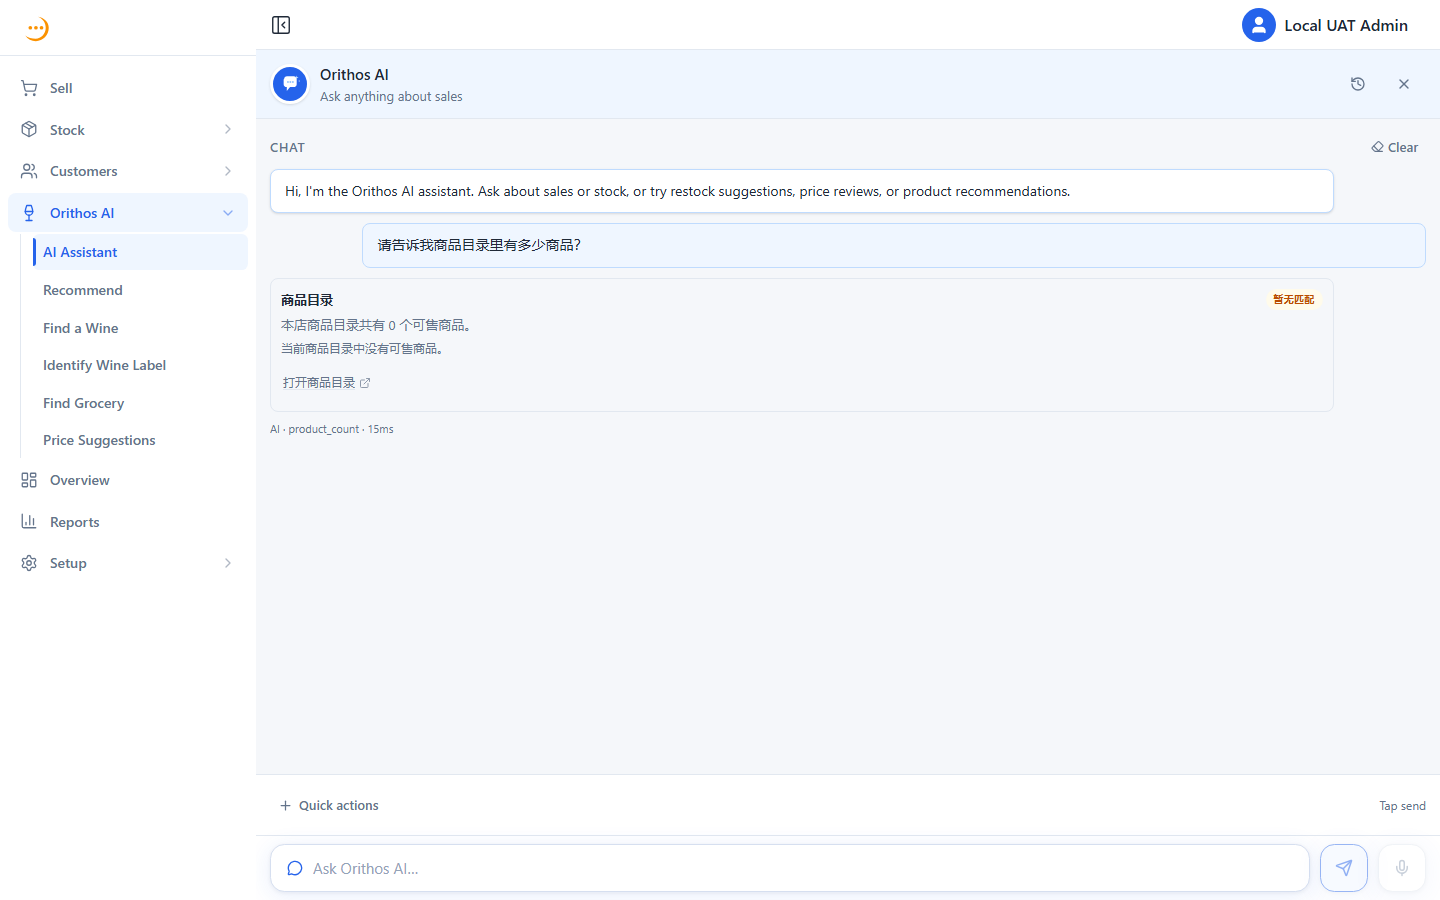 Local UAT Admin
Sell
Stock
Customers
Orithos AI
AI Assistant
Recommend
Find a Wine
Identify Wine Label
Find Grocery
Price Suggestions
Overview
Reports
Setup
Orithos AI
Ask anything about sales
CHAT
Clear
Hi, I'm the Orithos AI assistant. Ask about sales or stock, or try restock suggestions, price reviews, or product recommendations.
请告诉我商品目录里有多少商品?
商品目录
暂无匹配
本店商品目录共有 0 个可售商品。
当前商品目录中没有可售商品。
打开商品目录
AI · product_count · 15ms
Quick actions
Tap send
Ask Orithos AI...